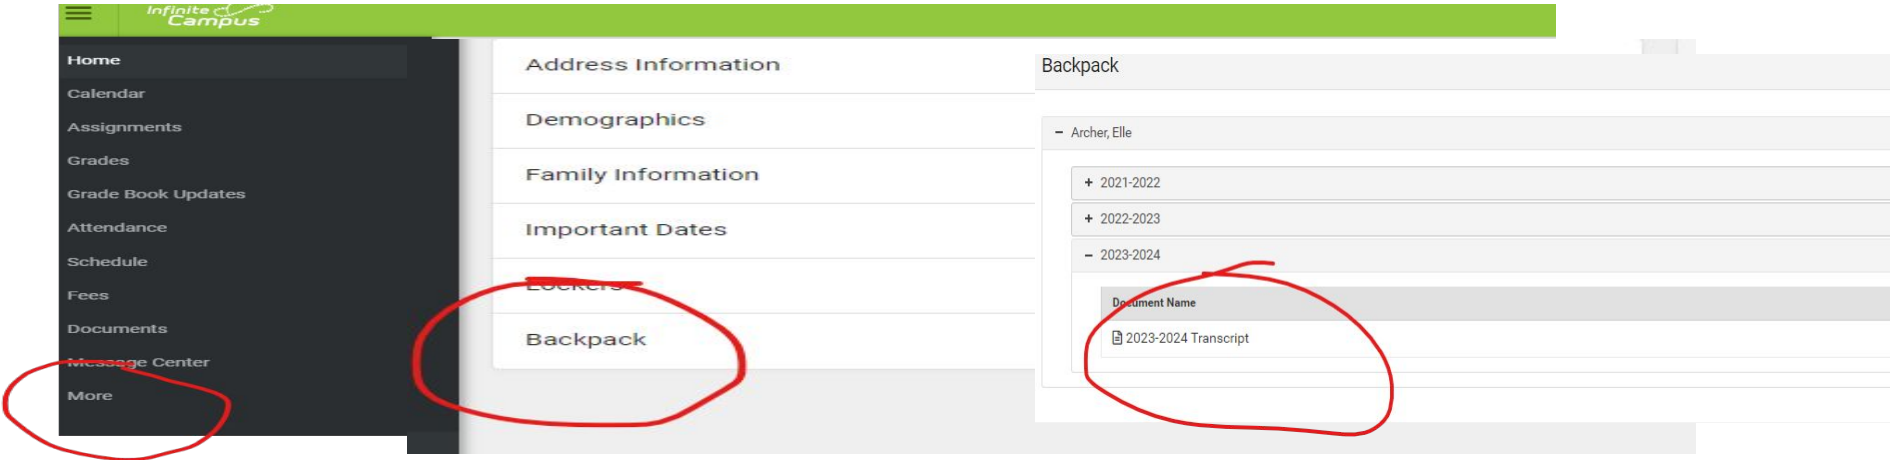 Infinite
Campus
Home
Calendar
Assignments
Grades
Grade Book Updates
Attendance
Schedule
Fees
Documents
Message Center
More
Address Information
Demographics
Family Information
Important Dates
Lockers
Backpack
Backpack
− Archer, Elle
+ 2021-2022
+ 2022-2023
− 2023-2024
Document Name
2023-2024 Transcript